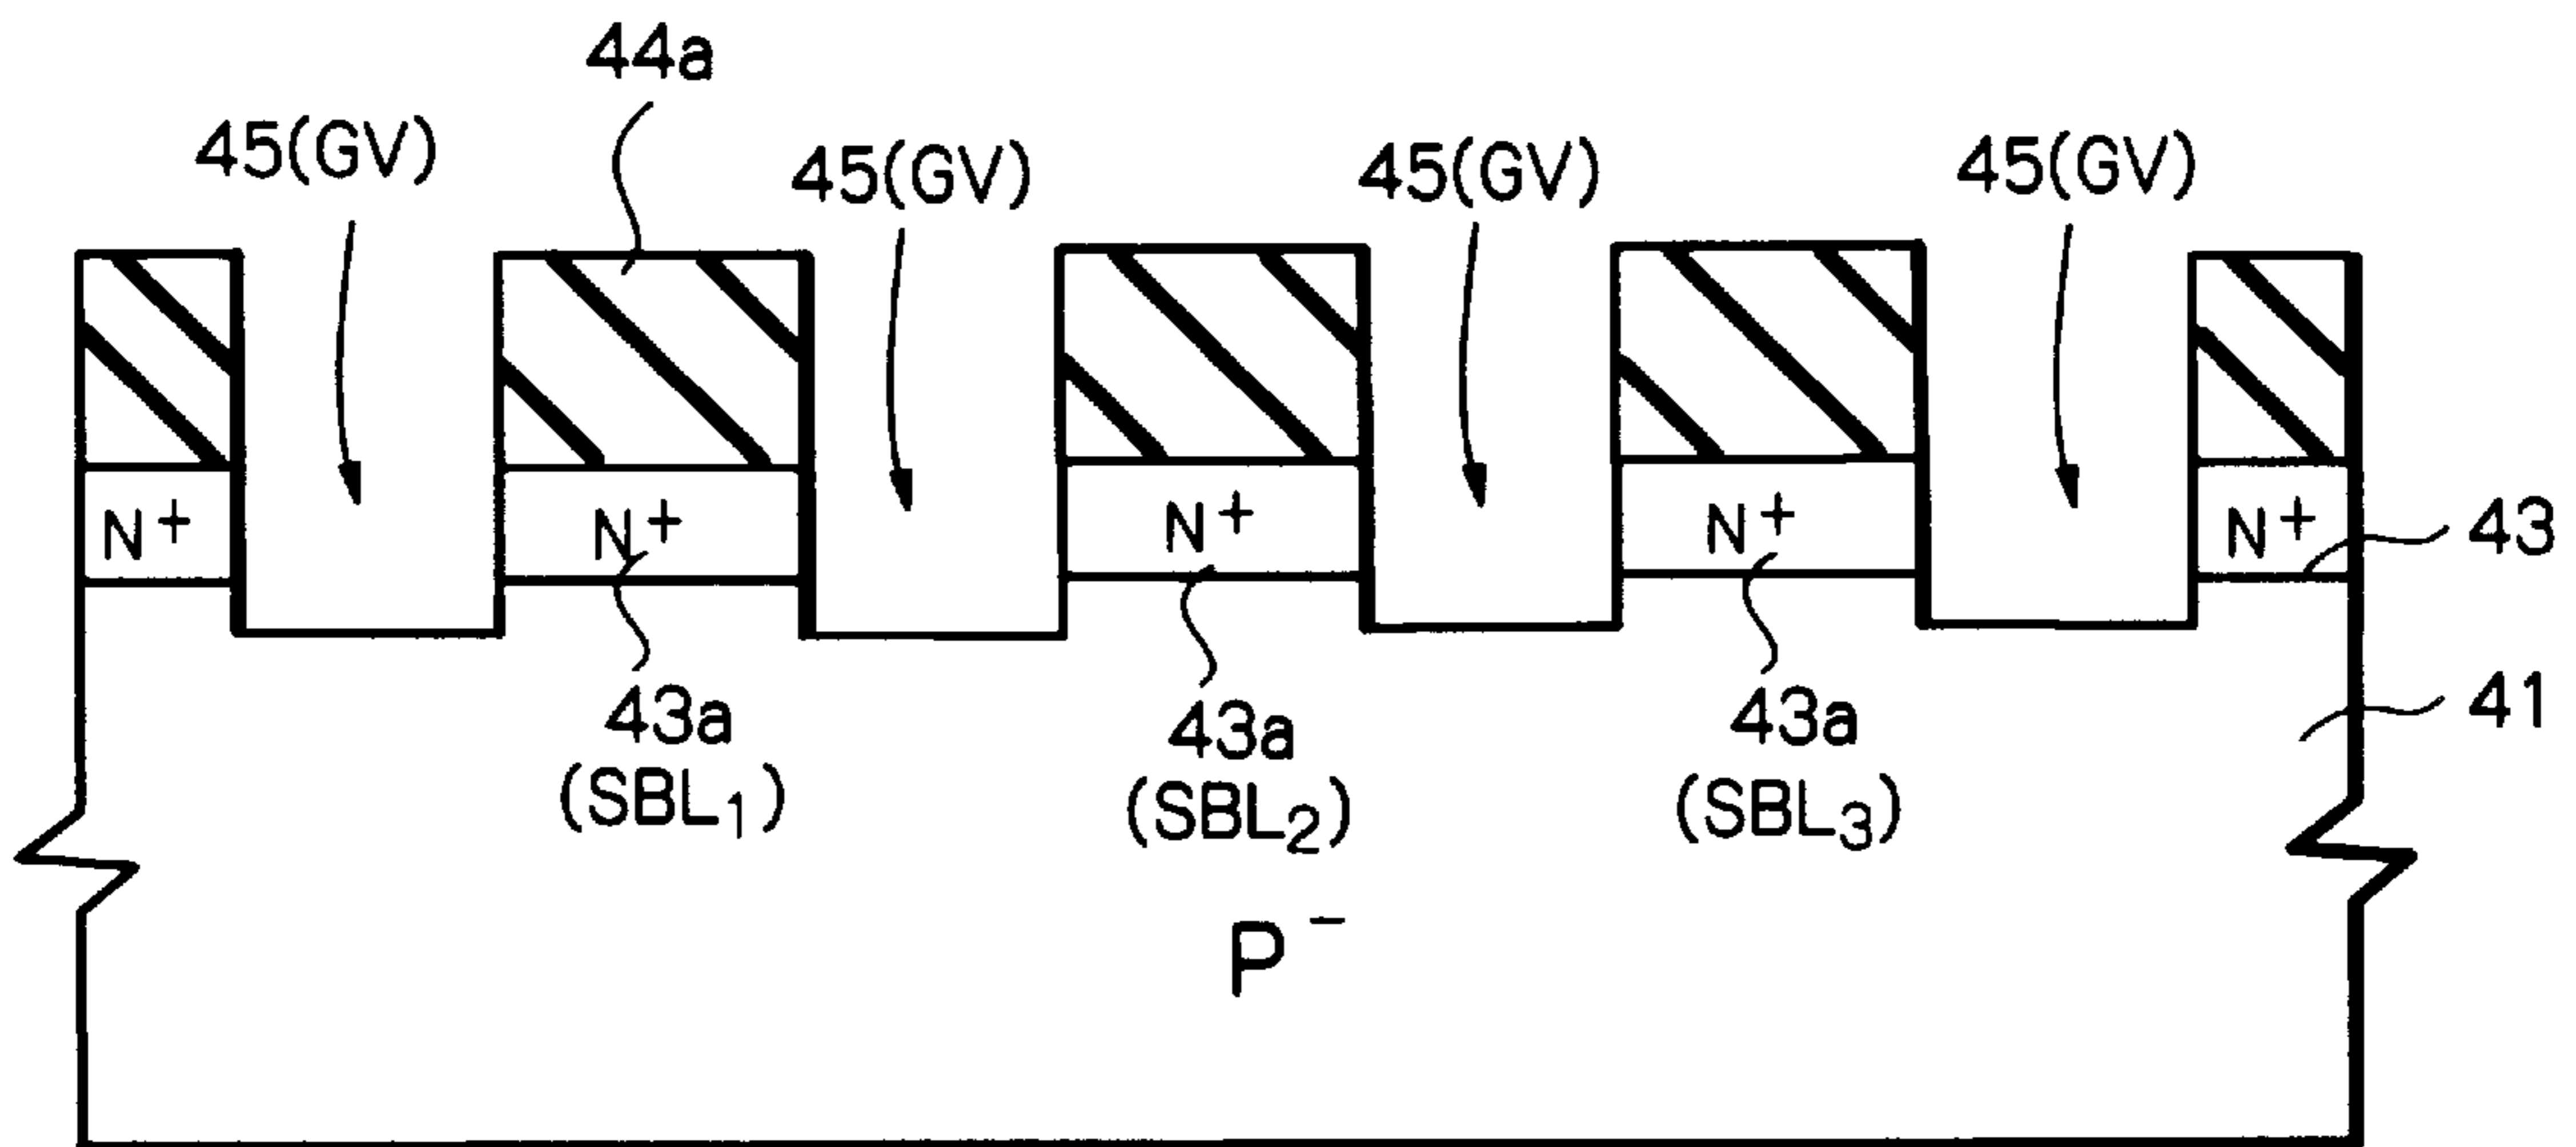 44a
45(GV)
45(GV)
45(GV)
45(GV)
N+
N+
N+
N+
N+
43
43a
(SBL1)
43a
(SBL2)
43a
(SBL3)
41
P-